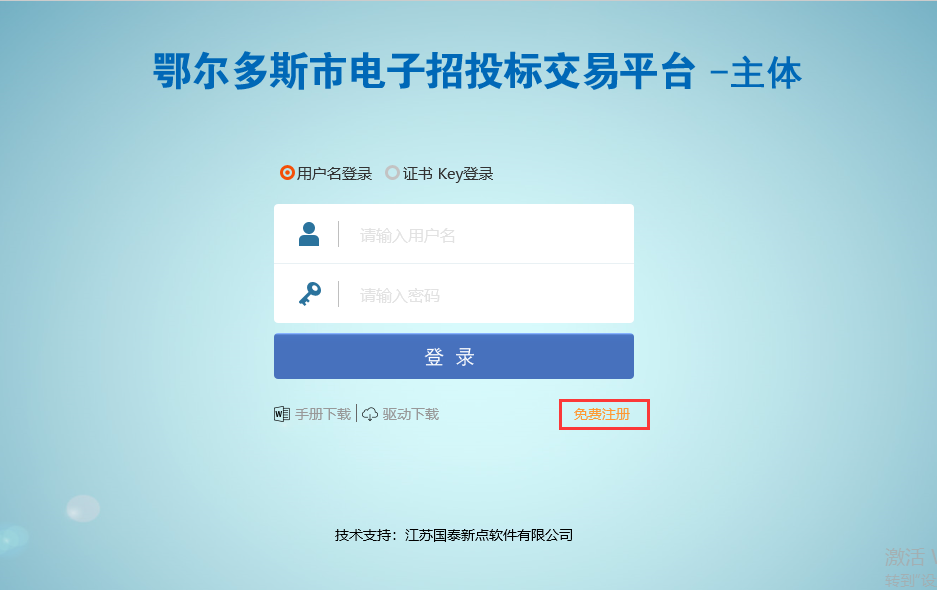 鄂尔多斯市电子招投标交易平台 –主体
用户名登录 证书 Key登录
请输入用户名
请输入密码
登 录
手册下载 驱动下载 免费注册
技术支持：江苏国泰新点软件有限公司
激活
转到